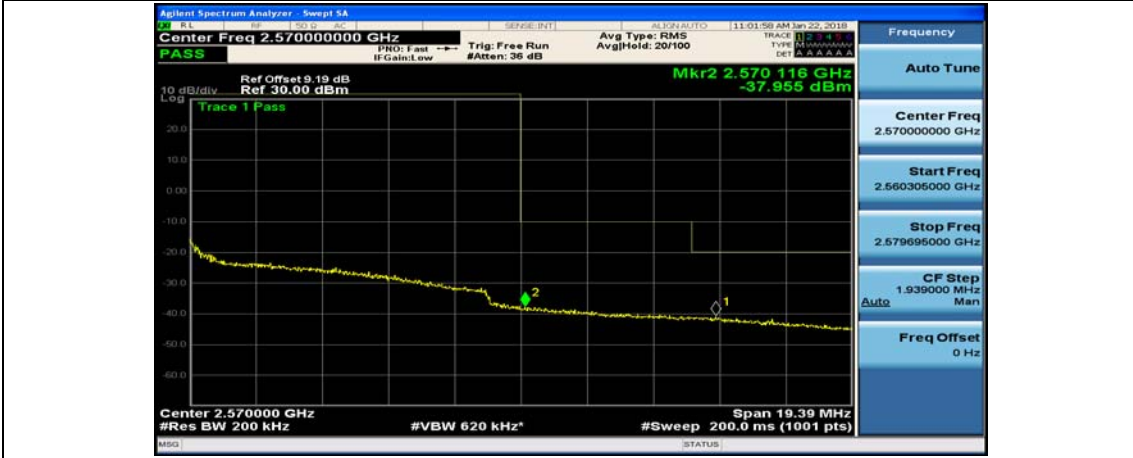 Agilent Spectrum Analyzer - Swept SA
RL RF 50 Ω AC SENSE:INT ALIGN AUTO 11:01:58 AM Jan 22, 2018
Center Freq 2.570000000 GHz Avg Type: RMS TRACE 1 2 3 4 5 6
PNO: Fast Trig: Free Run Avg|Hold: 20/100 TYPE
PASS IFGain:Low #Atten: 36 dB DET A A A A A A
Ref Offset 9.19 dB Mkr2 2.570 116 GHz
10 dB/div Ref 30.00 dBm -37.955 dBm
Log
Trace 1 Pass
20.0
10.0
0.00
-10.0
-20.0
-30.0
2
1
-40.0
-50.0
-60.0
Center 2.570000 GHz Span 19.39 MHz
#Res BW 200 kHz #VBW 620 kHz* #Sweep 200.0 ms (1001 pts)
MSG STATUS
Frequency
Auto Tune
Center Freq
2.570000000 GHz
Start Freq
2.560305000 GHz
Stop Freq
2.579695000 GHz
CF Step
1.939000 MHz
Auto Man
Freq Offset
0 Hz